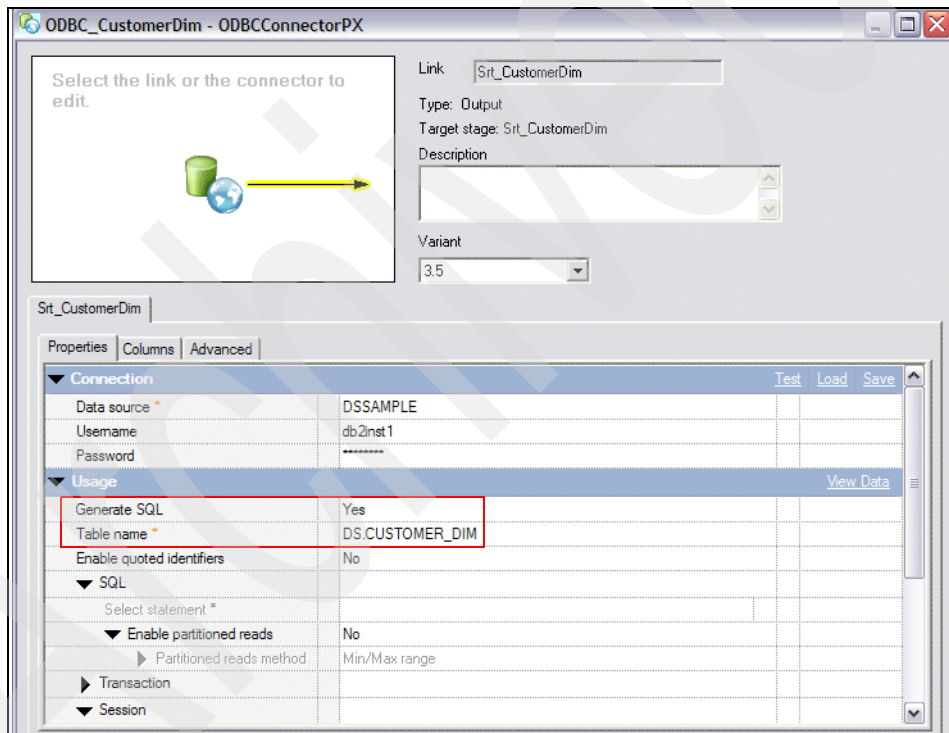 ODBC_CustomerDim - ODBCConnectorPX
Select the link or the connector to
edit.
Link Srt_CustomerDim
Type: Output
Target stage: Srt_CustomerDim
Description
Variant
3.5
Srt_CustomerDim
Properties Columns Advanced
Connection Test Load Save
Data source * DSSAMPLE
Username db2inst1
Password ********
Usage View Data
Generate SQL Yes
Table name * DS.CUSTOMER_DIM
Enable quoted identifiers No
SQL
Select statement *
Enable partitioned reads No
Partitioned reads method Min/Max range
Transaction
Session